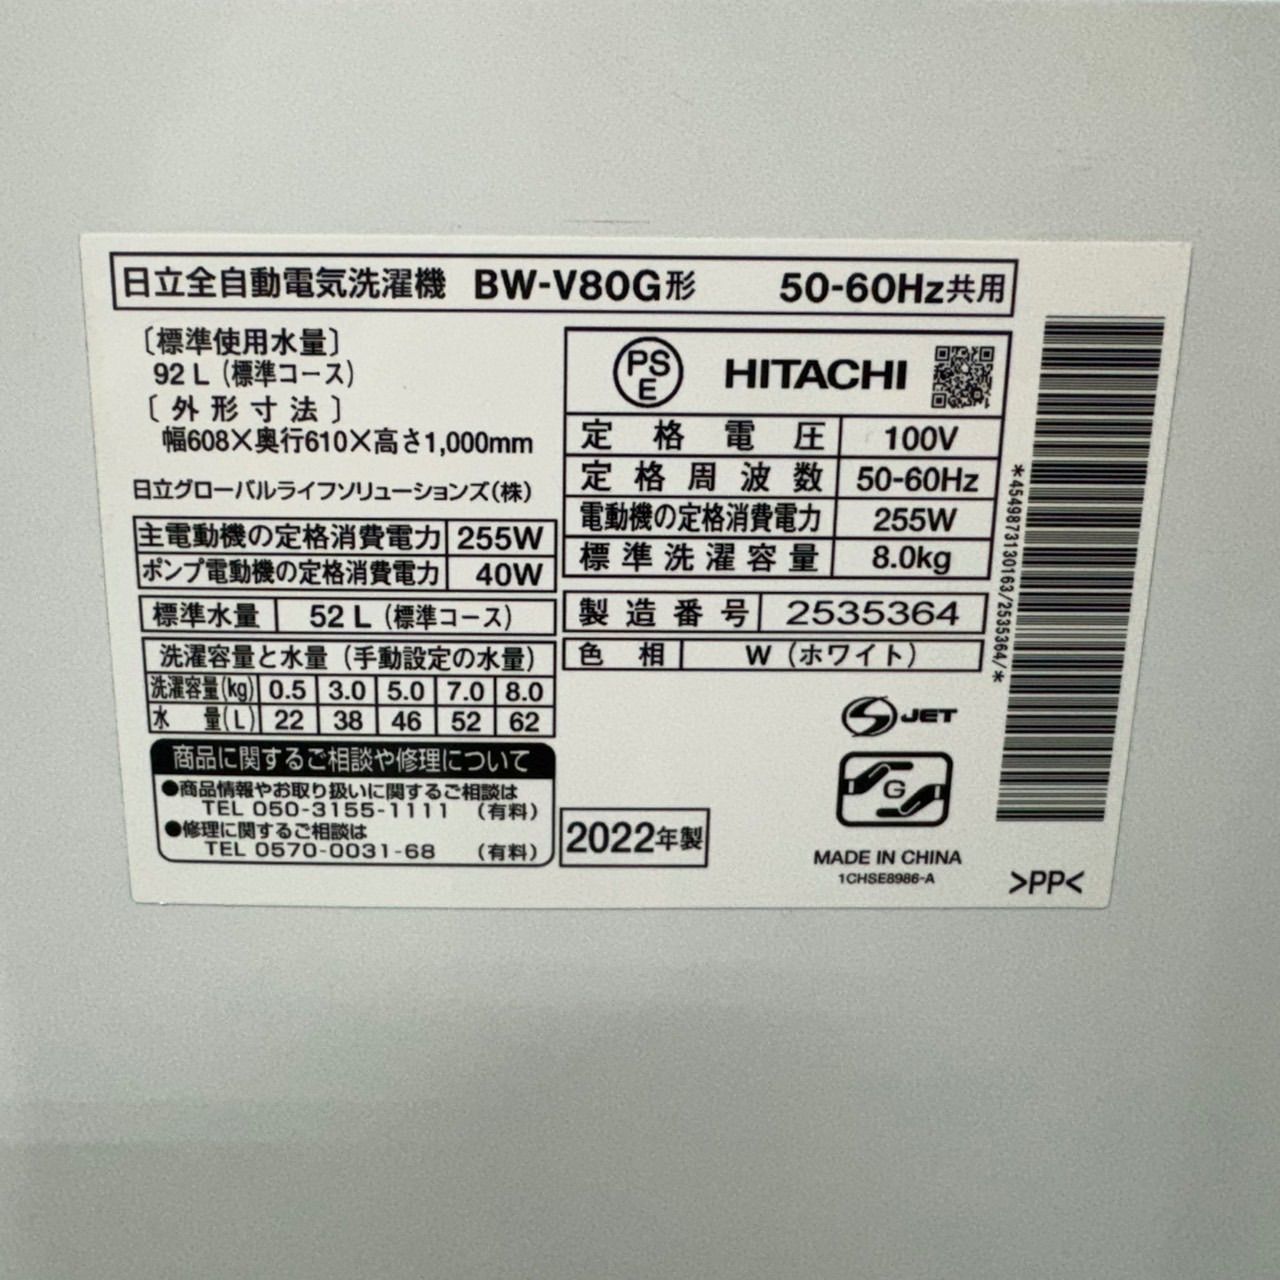 日立全自動電気洗濯機 BW-V80G形 50-60Hz共用
〔標準使用水量〕
92 L（標準コース）
〔外形寸法〕
幅608×奥行610×高さ1,000mm
日立グローバルライフソリューションズ(株)
主電動機の定格消費電力 255W
ポンプ電動機の定格消費電力 40W
標準水量 52 L（標準コース）
洗濯容量と水量（手動設定の水量）
洗濯容量(kg) 0.5 3.0 5.0 7.0 8.0
水量(L) 22 38 46 52 62
商品に関するご相談や修理について
●商品情報やお取り扱いに関するご相談は
TEL 050-3155-1111 （有料）
●修理に関するご相談は
TEL 0570-0031-68 （有料）
PS
E
HITACHI
定格電圧 100V
定格周波数 50-60Hz
電動機の定格消費電力 255W
標準洗濯容量 8.0kg
製造番号 2535364
色相 W（ホワイト）
S JET
G
2022年製
MADE IN CHINA
1CHSE8986-A
*4549873130163/2535364/*
>PP<